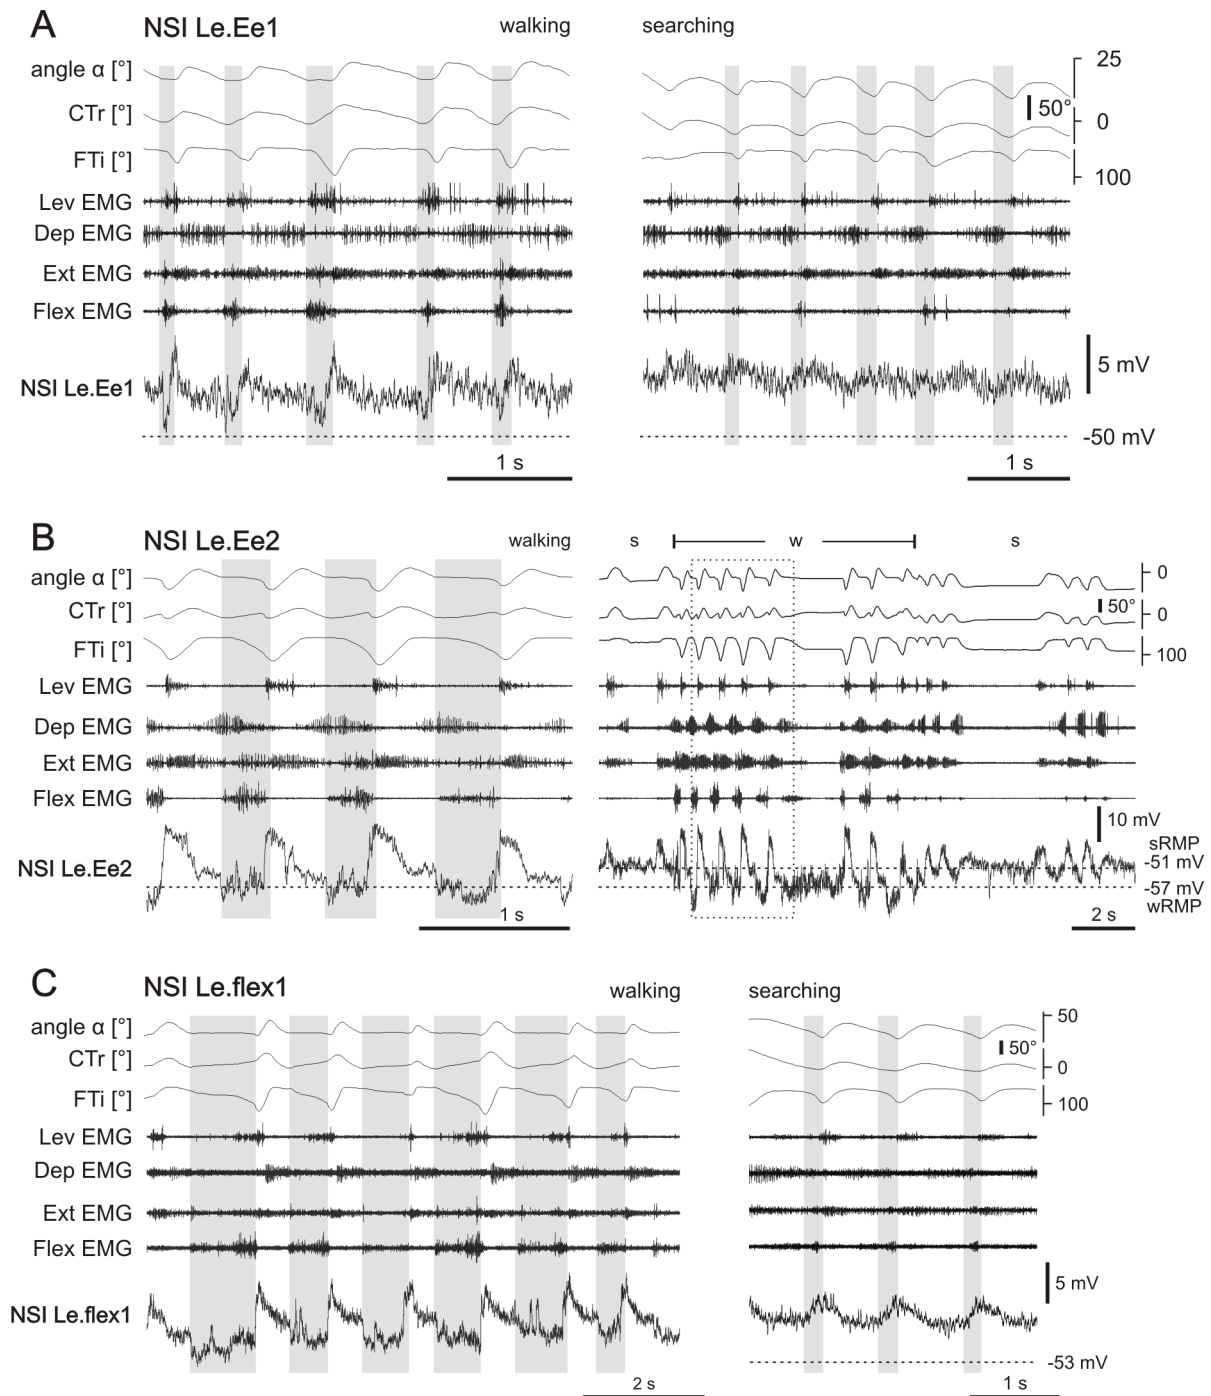 A NSI Le.Ee1 walking searching
angle α [°] 25
50°
CTr [°] 0
FTi [°] 100
Lev EMG
Dep EMG
Ext EMG
Flex EMG
NSI Le.Ee1 5 mV
-50 mV
1 s 1 s
B NSI Le.Ee2 walking s w s
angle α [°] 0
CTr [°] 50° 0
FTi [°] 100
Lev EMG
Dep EMG
Ext EMG
Flex EMG
10 mV
NSI Le.Ee2 sRMP
-51 mV
-57 mV
wRMP
1 s 2 s
C NSI Le.flex1 walking searching
angle α [°] 50
50°
CTr [°] 0
FTi [°] 100
Lev EMG
Dep EMG
Ext EMG
Flex EMG
NSI Le.flex1 5 mV
-53 mV
2 s 1 s